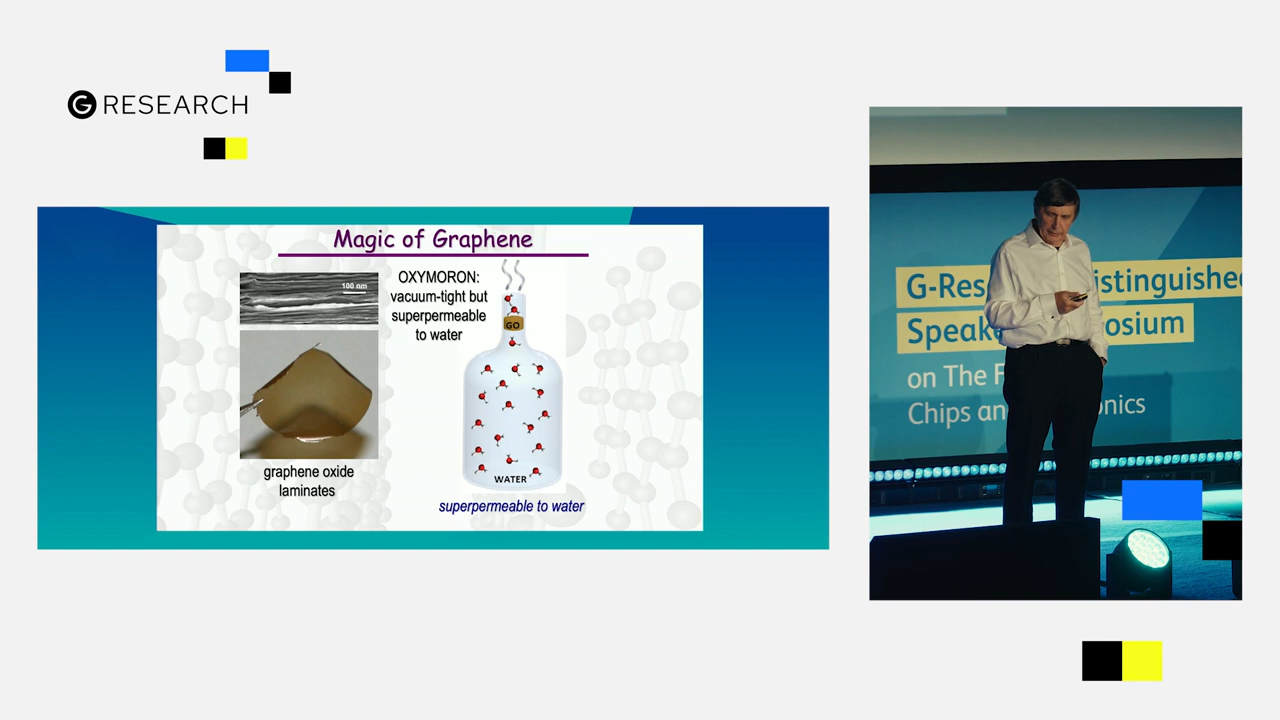 G RESEARCH
Magic of Graphene
100 nm
OXYMORON:
vacuum-tight but
superpermeable
to water
GO
WATER
graphene oxide
laminates
superpermeable to water
G-Res istinguished
Speak osium
on The F
Chips an onics